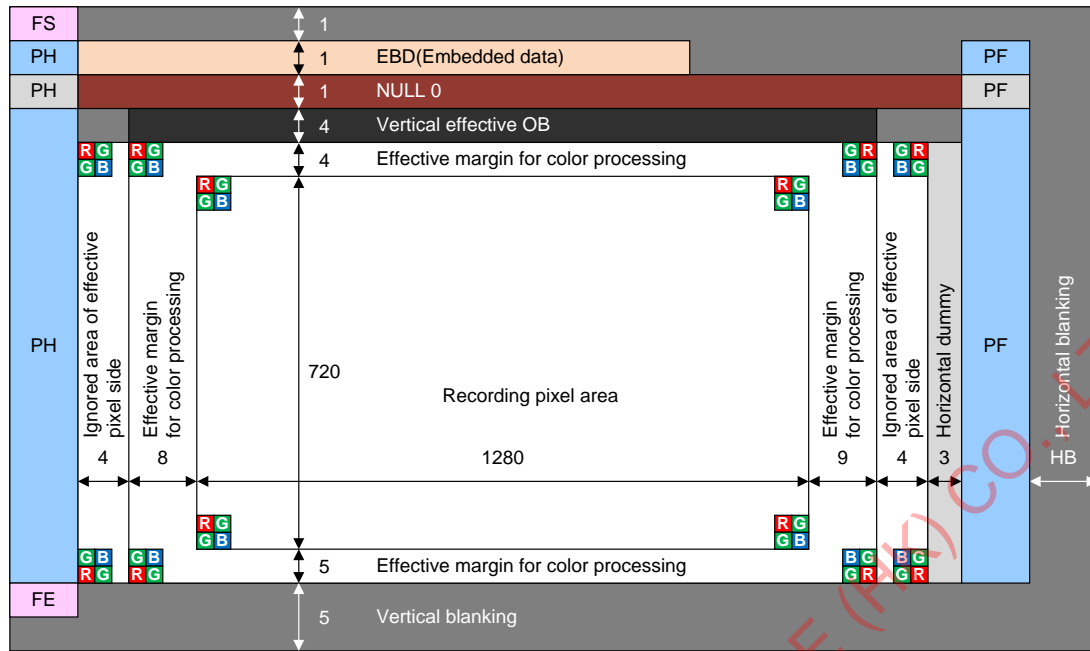 FS
1
PH
1
EBD(Embedded data)
PF
PH
1
NULL 0
PF
4
Vertical effective OB
R G
G B
R G
G B
4
Effective margin for color processing
G R
B G
G R
B G
R G
G B
R G
G B
PH
Ignored area of effective
pixel side
4
Effective margin
for color processing
8
720
Recording pixel area
1280
Effective margin
for color processing
9
Ignored area of effective
pixel side
4
Horizontal dummy
3
PF
Horizontal blanking
HB
R G
G B
R G
G B
G B
R G
G B
R G
5
Effective margin for color processing
B G
G R
B G
G R
FE
5
Vertical blanking
E (HK) CO., L